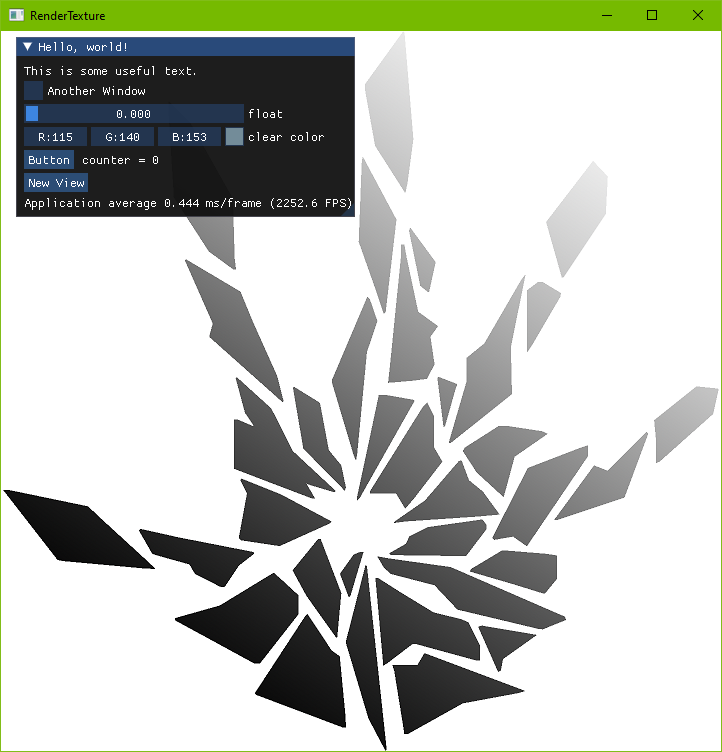 RenderTexture
Hello, world!
This is some useful text.
Another Window
0.000 float
R:115 G:140 B:153 clear color
Button counter = 0
New View
Application average 0.444 ms/frame (2252.6 FPS)